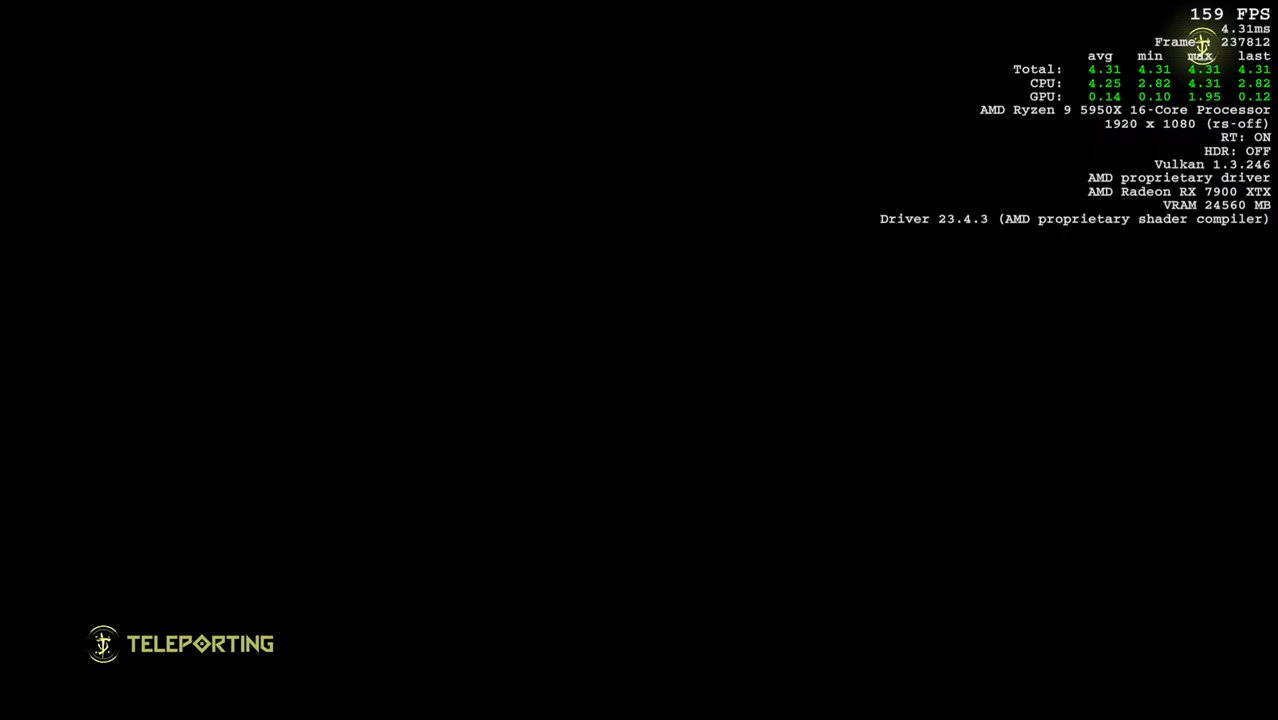 159 FPS
4.31ms
Frame : 237812
avg min max last
Total: 4.31 4.31 4.31 4.31
CPU: 4.25 2.82 4.31 2.82
GPU: 0.14 0.10 1.95 0.12
AMD Ryzen 9 5950X 16-Core Processor
1920 x 1080 (rs-off)
RT: ON
HDR: OFF
Vulkan 1.3.246
AMD proprietary driver
AMD Radeon RX 7900 XTX
VRAM 24560 MB
Driver 23.4.3 (AMD proprietary shader compiler)
TELEPORTING